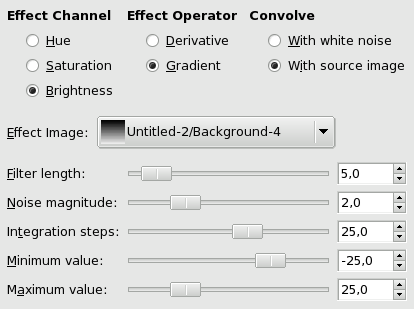 Effect Channel Effect Operator Convolve
Hue Derivative With white noise
Saturation Gradient With source image
Brightness
Effect Image: Untitled-2/Background-4
Filter length: 5,0
Noise magnitude: 2,0
Integration steps: 25,0
Minimum value: -25,0
Maximum value: 25,0